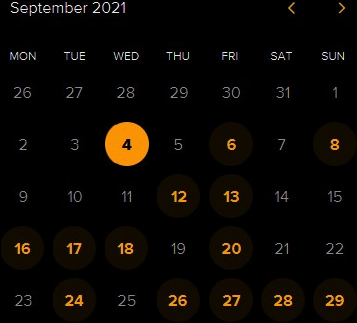 September 2021
MON TUE WED THU FRI SAT SUN
26 27 28 29 30 31 1
2 3 4 5 6 7 8
9 10 11 12 13 14 15
16 17 18 19 20 21 22
23 24 25 26 27 28 29